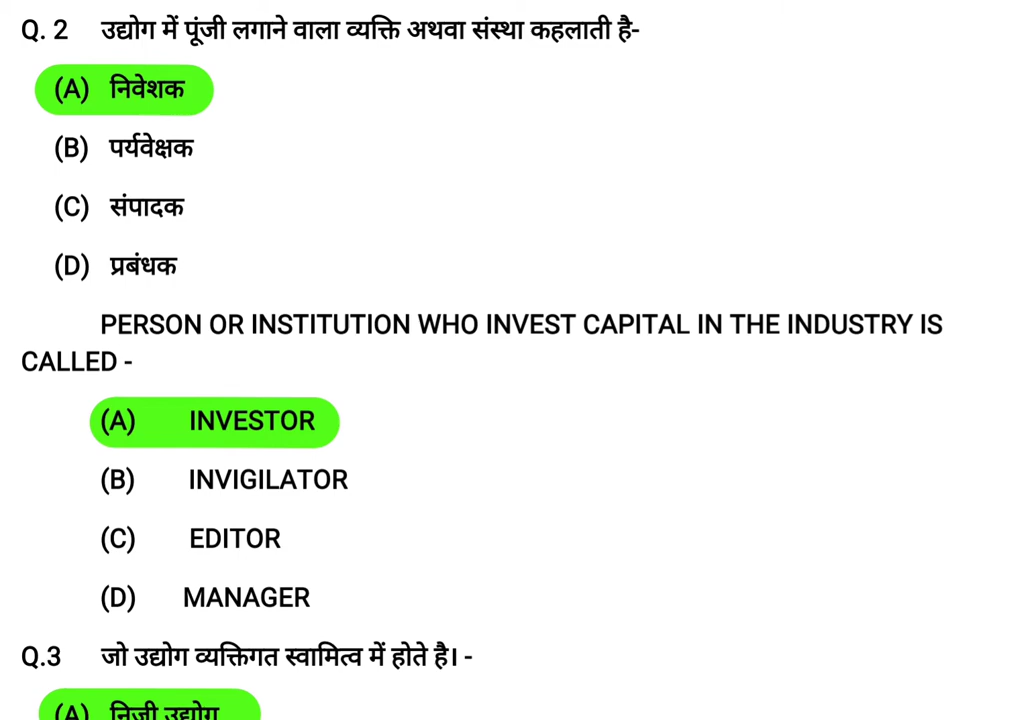 Q. 2 उद्योग में पूंजी लगाने वाला व्यक्ति अथवा संस्था कहलाती है-
(A) निवेशक
(B) पर्यवेक्षक
(C) संपादक
(D) प्रबंधक
PERSON OR INSTITUTION WHO INVEST CAPITAL IN THE INDUSTRY IS
CALLED -
(A) INVESTOR
(B) INVIGILATOR
(C) EDITOR
(D) MANAGER
Q.3 जो उद्योग व्यक्तिगत स्वामित्व में होते है। -
(A) निजी उद्योग